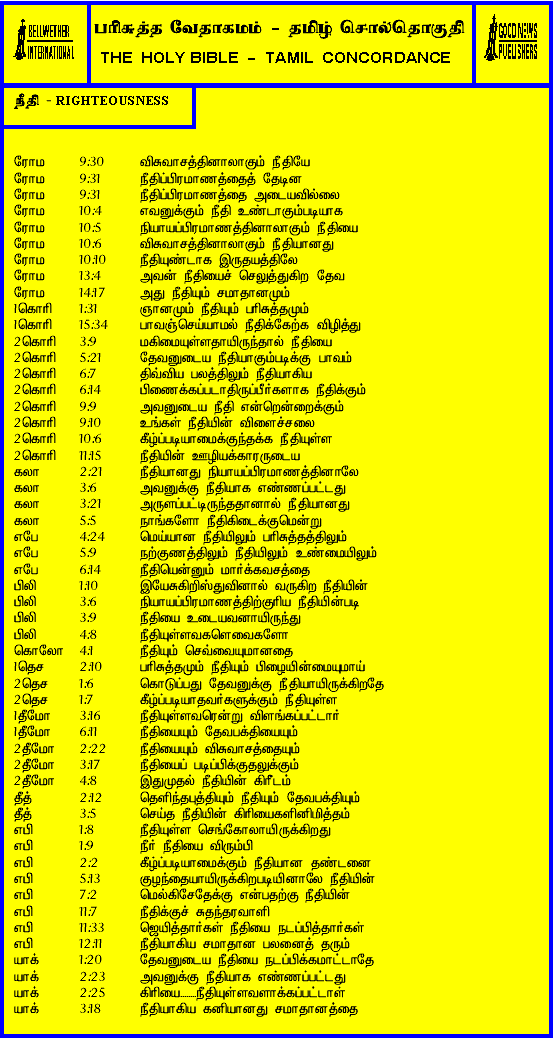 BELLWETHER
INTERNATIONAL
பரிசுத்த வேதாகமம் - தமிழ் சொல்தொகுதி
THE HOLY BIBLE - TAMIL CONCORDANCE
GOOD NEWS
PUBLISHERS
நீதி - RIGHTEOUSNESS
ரோம 9:30 விசுவாசத்தினாலாகும் நீதியே
ரோம 9:31 நீதிப்பிரமாணத்தைத் தேடின
ரோம 9:31 நீதிப்பிரமாணத்தை அடையவில்லை
ரோம 10:4 எவனுக்கும் நீதி உண்டாகும்படியாக
ரோம 10:5 நியாயப்பிரமாணத்தினாலாகும் நீதியை
ரோம 10:6 விசுவாசத்தினாலாகும் நீதியானது
ரோம 10:10 நீதியுண்டாக இருதயத்திலே
ரோம 13:4 அவன் நீதியைச் செலுத்துகிற தேவ
ரோம 14:17 அது நீதியும் சமாதானமும்
1கொரி 1:31 ஞானமும் நீதியும் பரிசுத்தமும்
1கொரி 15:34 பாவஞ்செய்யாமல் நீதிக்கேற்க விழித்து
2கொரி 3:9 மகிமையுள்ளதாயிருந்தால் நீதியை
2கொரி 5:21 தேவனுடைய நீதியாகும்படிக்கு பாவம்
2கொரி 6:7 திவ்விய பலத்திலும் நீதியாகிய
2கொரி 6:14 பிணைக்கப்படாதிருப்பீர்களாக நீதிக்கும்
2கொரி 9:9 அவனுடைய நீதி என்றென்றைக்கும்
2கொரி 9:10 உங்கள் நீதியின் விளைச்சலை
2கொரி 10:6 கீழ்ப்படியாமைக்குந்தக்க நீதியுள்ள
2கொரி 11:15 நீதியின் ஊழியக்காரருடைய
கலா 2:21 நீதியானது நியாயப்பிரமாணத்தினாலே
கலா 3:6 அவனுக்கு நீதியாக எண்ணப்பட்டது
கலா 3:21 அருளப்பட்டிருந்ததானால் நீதியானது
கலா 5:5 நாங்களோ நீதிகிடைக்குமென்று
எபே 4:24 மெய்யான நீதியிலும் பரிசுத்தத்திலும்
எபே 5:9 நற்குணத்திலும் நீதியிலும் உண்மையிலும்
எபே 6:14 நீதியென்னும் மார்க்கவசத்தை
பிலி 1:10 இயேசுகிறிஸ்துவினால் வருகிற நீதியின்
பிலி 3:6 நியாயப்பிரமாணத்திற்குரிய நீதியின்படி
பிலி 3:9 நீதியை உடையவனாயிருந்து
பிலி 4:8 நீதியுள்ளவகளெவைகளோ
கொலோ 4:1 நீதியும் செவ்வையுமானதை
1தெச 2:10 பரிசுத்தமும் நீதியும் பிழையின்மையுமாய்
2தெச 1:6 கொடுப்பது தேவனுக்கு நீதியாயிருக்கிறதே
2தெச 1:7 கீழ்ப்படியாதவர்களுக்கும் நீதியுள்ள
1தீமோ 3:16 நீதியுள்ளவரென்று விளங்கப்பட்டார்
1தீமோ 6:11 நீதியையும் தேவபக்தியையும்
2தீமோ 2:22 நீதியையும் விசுவாசத்தையும்
2தீமோ 3:17 நீதியைப் படிப்பிக்குதலுக்கும்
2தீமோ 4:8 இதுமுதல் நீதியின் கிரீடம்
தீத் 2:12 தெளிந்தபுத்தியும் நீதியும் தேவபக்தியும்
தீத் 3:5 செய்த நீதியின் கிரியைகளினிமித்தம்
எபி 1:8 நீதியுள்ள செங்கோலாயிருக்கிறது
எபி 1:9 நீர் நீதியை விரும்பி
எபி 2:2 கீழ்ப்படியாமைக்கும் நீதியான தண்டனை
எபி 5:13 குழந்தையாயிருக்கிறபடியினாலே நீதியின்
எபி 7:2 மெல்கிசேதேக்கு என்பதற்கு நீதியின்
எபி 11:7 நீதிக்குச் சுதந்தரவாளி
எபி 11:33 ஜெயித்தார்கள் நீதியை நடப்பித்தார்கள்
எபி 12:11 நீதியாகிய சமாதான பலனைத் தரும்
யாக் 1:20 தேவனுடைய நீதியை நடப்பிக்கமாட்டாதே
யாக் 2:23 அவனுக்கு நீதியாக எண்ணப்பட்டது
யாக் 2:25 கிரியை.......நீதியுள்ளவளாக்கப்பட்டாள்
யாக் 3:18 நீதியாகிய கனியானது சமாதானத்தை